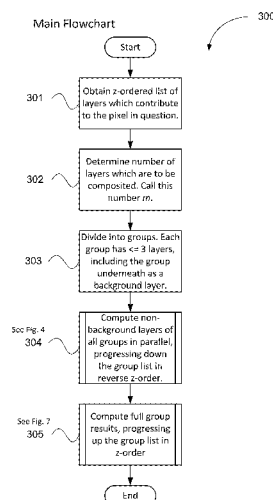 Main Flowchart
300
Start
301
Obtain z-ordered list of
layers which contribute
to the pixel in question.
302
Determine number of
layers which are to be
composited. Call this
number m.
303
Divide into groups. Each
group has <= 3 layers,
including the group
underneath as a
background layer.
See Fig. 4
304
Compute non-
background layers of
all groups in parallel,
progressing down
the group list in
reverse z-order.
See Fig. 7
305
Compute full group
results, progressing
up the group list in
z-order
End